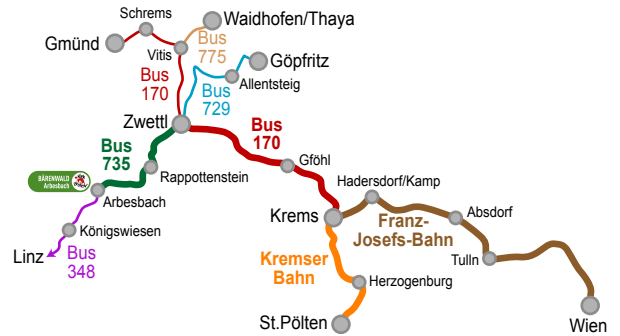 Schrems
Waidhofen/Thaya
Gmünd
Vitis
Bus
775
Göpfritz
Bus
170
Allentsteig
Bus
729
Zwettl
Bus
170
Bus
735
Gföhl
Rappottenstein
BÄRENWALD
Arbesbach
Arbesbach
Hadersdorf/Kamp
Krems
Absdorf
Franz-
Josefs-Bahn
Königswiesen
Linz
Bus
348
Kremser
Bahn
Tulln
Herzogenburg
St.Pölten
Wien